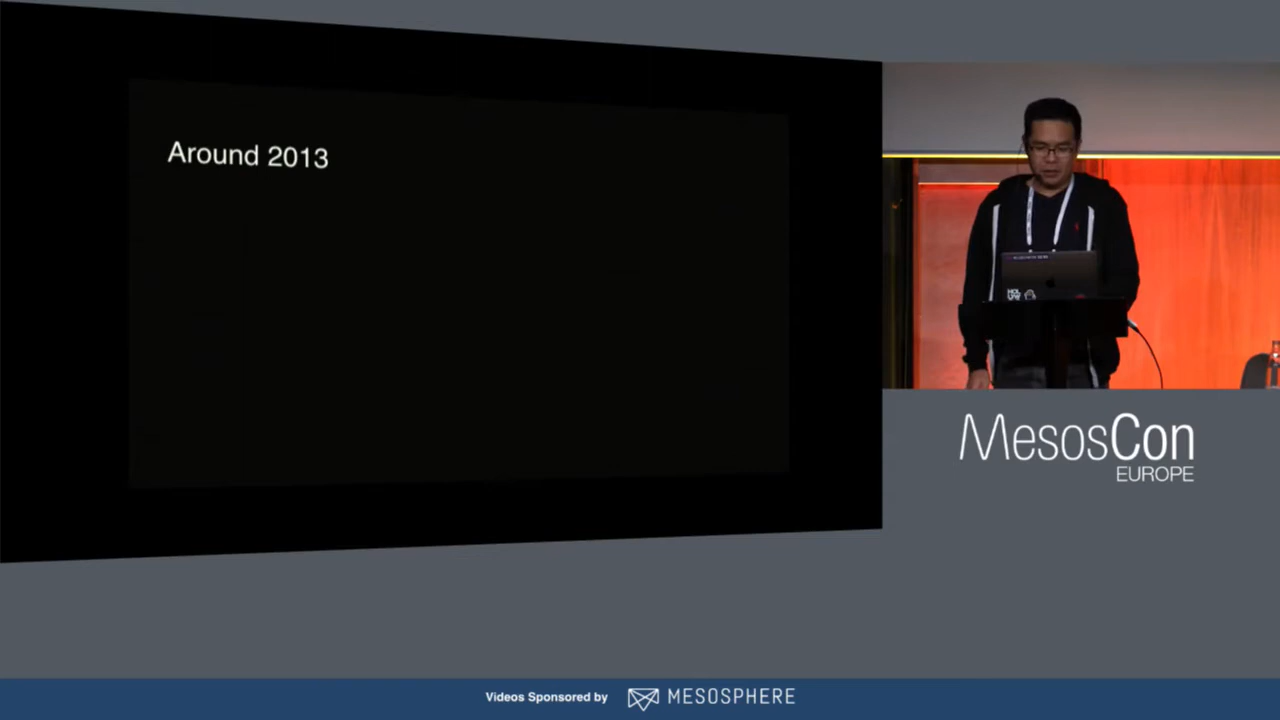 Around 2013
MesosCon
EUROPE
Videos Sponsored by
MESOSPHERE